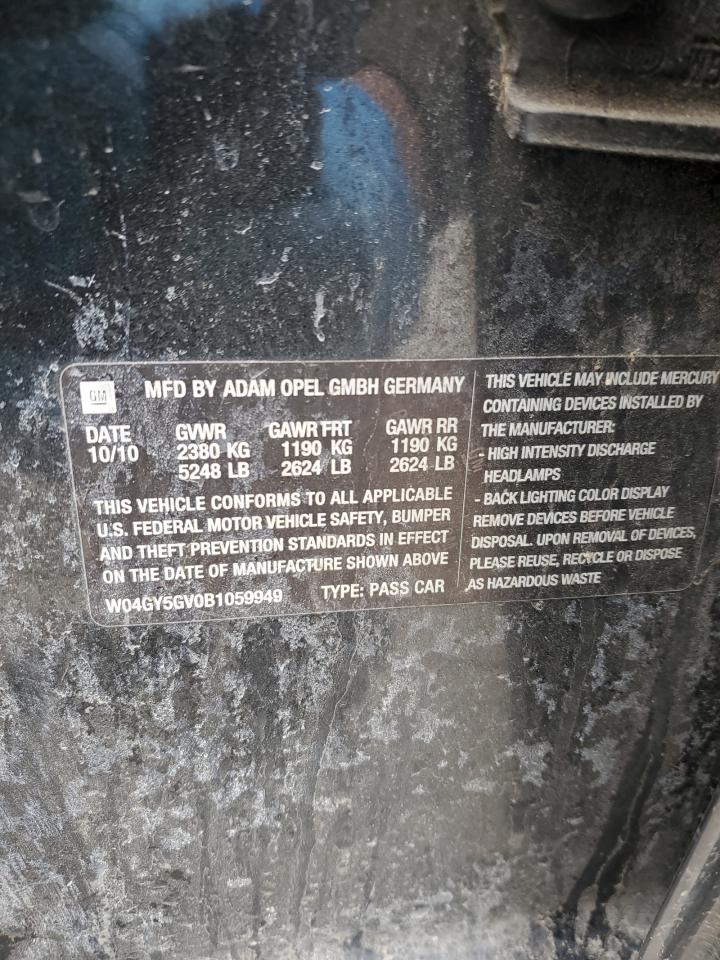 GM
MFD BY ADAM OPEL GMBH GERMANY
DATE GVWR GAWR FRT GAWR RR
10/10 2380 KG 1190 KG 1190 KG
5248 LB 2624 LB 2624 LB
THIS VEHICLE CONFORMS TO ALL APPLICABLE
U.S. FEDERAL MOTOR VEHICLE SAFETY, BUMPER
AND THEFT PREVENTION STANDARDS IN EFFECT
ON THE DATE OF MANUFACTURE SHOWN ABOVE
W04GY5GV0B1059949 TYPE: PASS CAR
THIS VEHICLE MAY INCLUDE MERCURY
CONTAINING DEVICES INSTALLED BY
THE MANUFACTURER:
- HIGH INTENSITY DISCHARGE
HEADLAMPS
- BACK LIGHTING COLOR DISPLAY
REMOVE DEVICES BEFORE VEHICLE
DISPOSAL. UPON REMOVAL OF DEVICES,
PLEASE REUSE, RECYCLE OR DISPOSE
AS HAZARDOUS WASTE